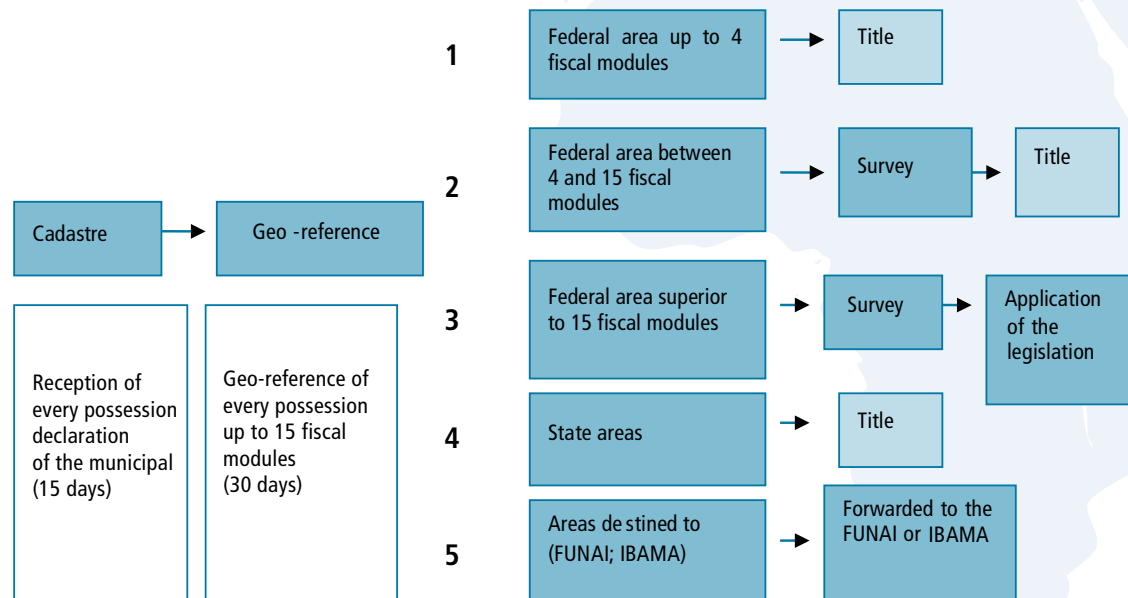 Cadastre
Geo -reference
Reception of
every possession
declaration
of the municipal
(15 days)
Geo-reference of
every possession
up to 15 fiscal
modules
(30 days)
1
Federal area up to 4
fiscal modules
Title
2
Federal area between
4 and 15 fiscal
modules
Survey
Title
3
Federal area superior
to 15 fiscal modules
Survey
Application
of the
legislation
4
State areas
Title
5
Areas de stined to
(FUNAI; IBAMA)
Forwarded to the
FUNAI or IBAMA